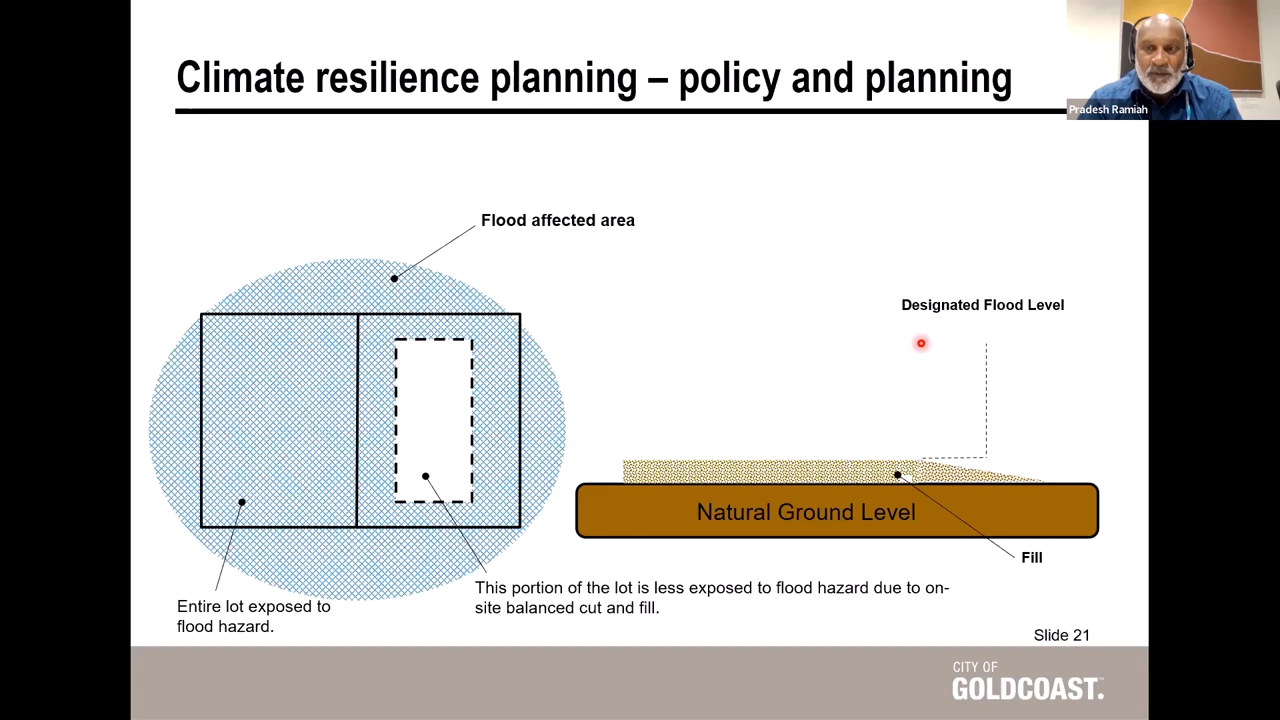 Climate resilience planning – policy and planning
Pradesh Ramiah
Flood affected area
Designated Flood Level
Natural Ground Level
Fill
This portion of the lot is less exposed to flood hazard due to on-
site balanced cut and fill.
Entire lot exposed to
flood hazard.
Slide 21
CITY OF
GOLDCOAST.